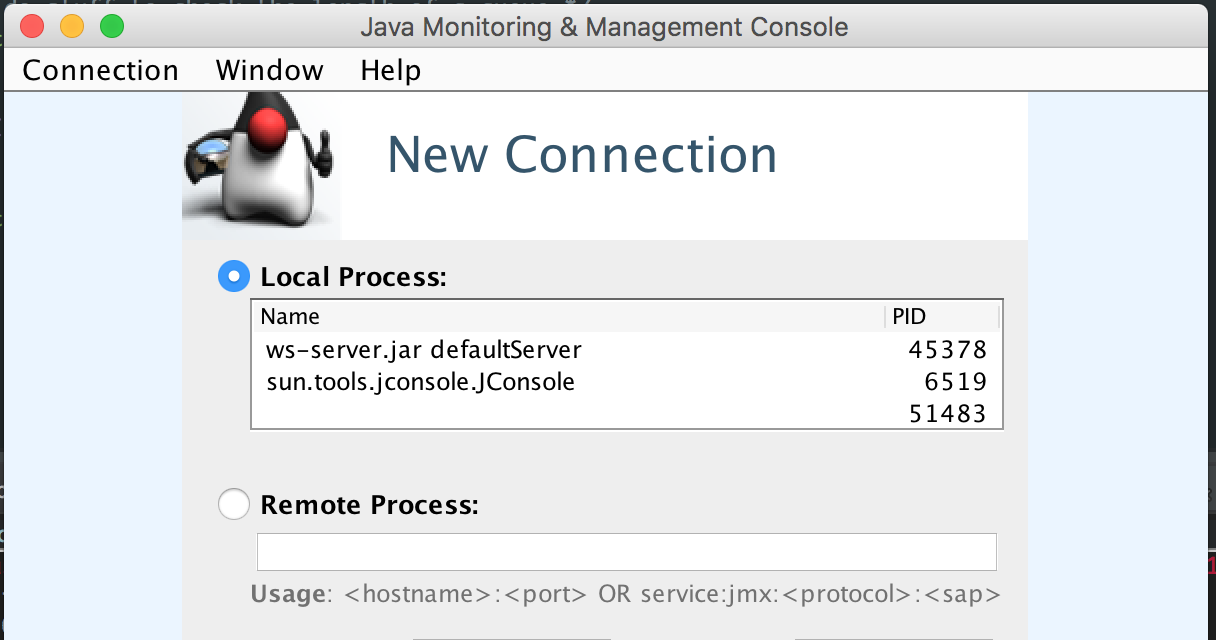 Java Monitoring & Management Console
Connection Window Help
New Connection
Local Process:
Name PID
ws-server.jar defaultServer 45378
sun.tools.jconsole.JConsole 6519
51483
Remote Process:
Usage: <hostname>:<port> OR service:jmx:<protocol>:<sap>